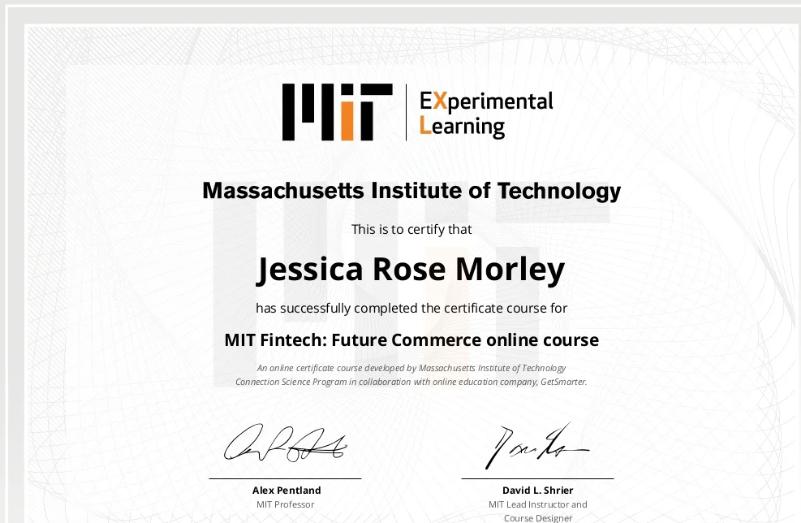 MIT EXperimental
Learning
Massachusetts Institute of Technology
This is to certify that
Jessica Rose Morley
has successfully completed the certificate course for
MIT Fintech: Future Commerce online course
An online certificate course developed by Massachusetts Institute of Technology
Connection Science Program in collaboration with online education company, GetSmarter.
Alex Pentland
MIT Professor
David L. Shrier
MIT Lead Instructor and
Course Designer